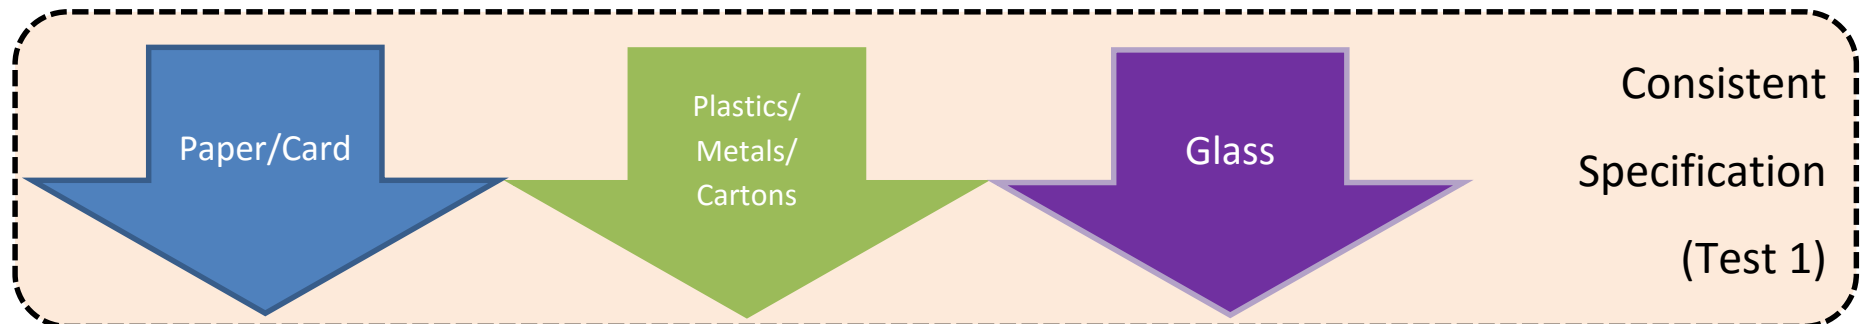 Paper/Card
Plastics/
Metals/
Cartons
Glass
Consistent
Specification
(Test 1)